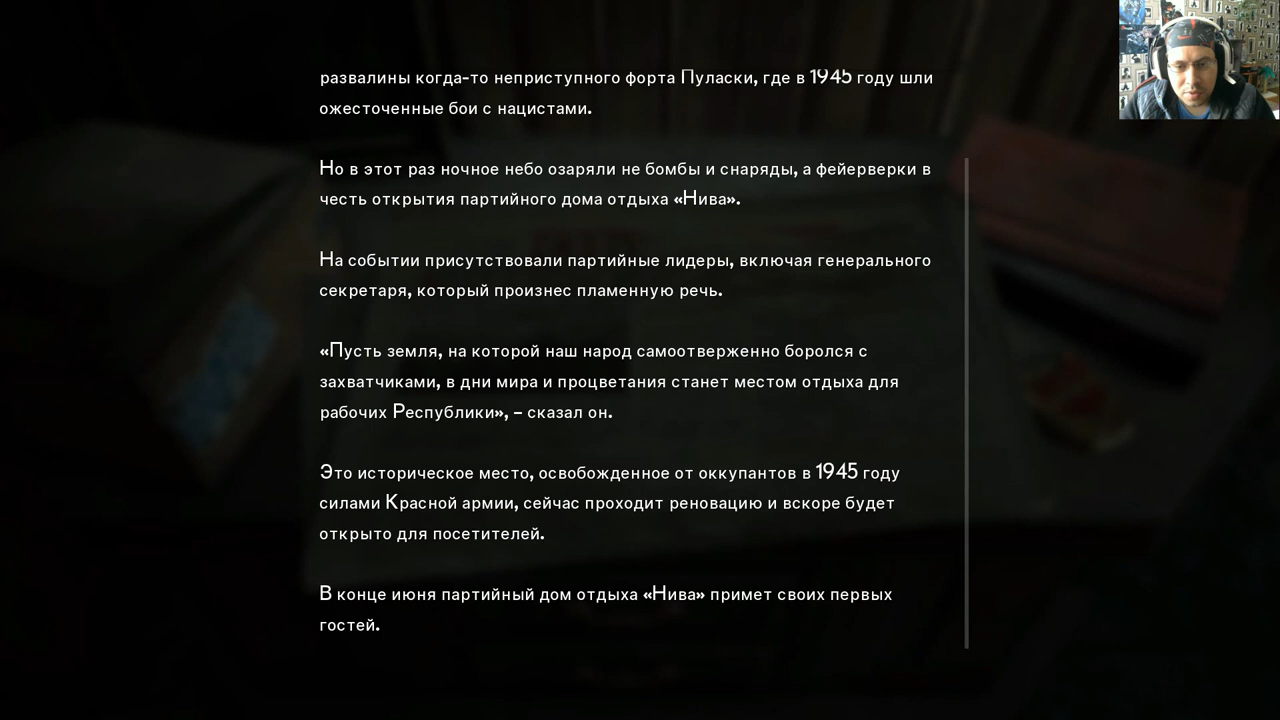 развалины когда-то неприступного форта Пуласки, где в 1945 году шли
ожесточенные бои с нацистами.
Но в этот раз ночное небо озаряли не бомбы и снаряды, а фейерверки в
честь открытия партийного дома отдыха «Нива».
На событии присутствовали партийные лидеры, включая генерального
секретаря, который произнес пламенную речь.
«Пусть земля, на которой наш народ самоотверженно боролся с
захватчиками, в дни мира и процветания станет местом отдыха для
рабочих Республики», – сказал он.
Это историческое место, освобожденное от оккупантов в 1945 году
силами Красной армии, сейчас проходит реновацию и вскоре будет
открыто для посетителей.
В конце июня партийный дом отдыха «Нива» примет своих первых
гостей.